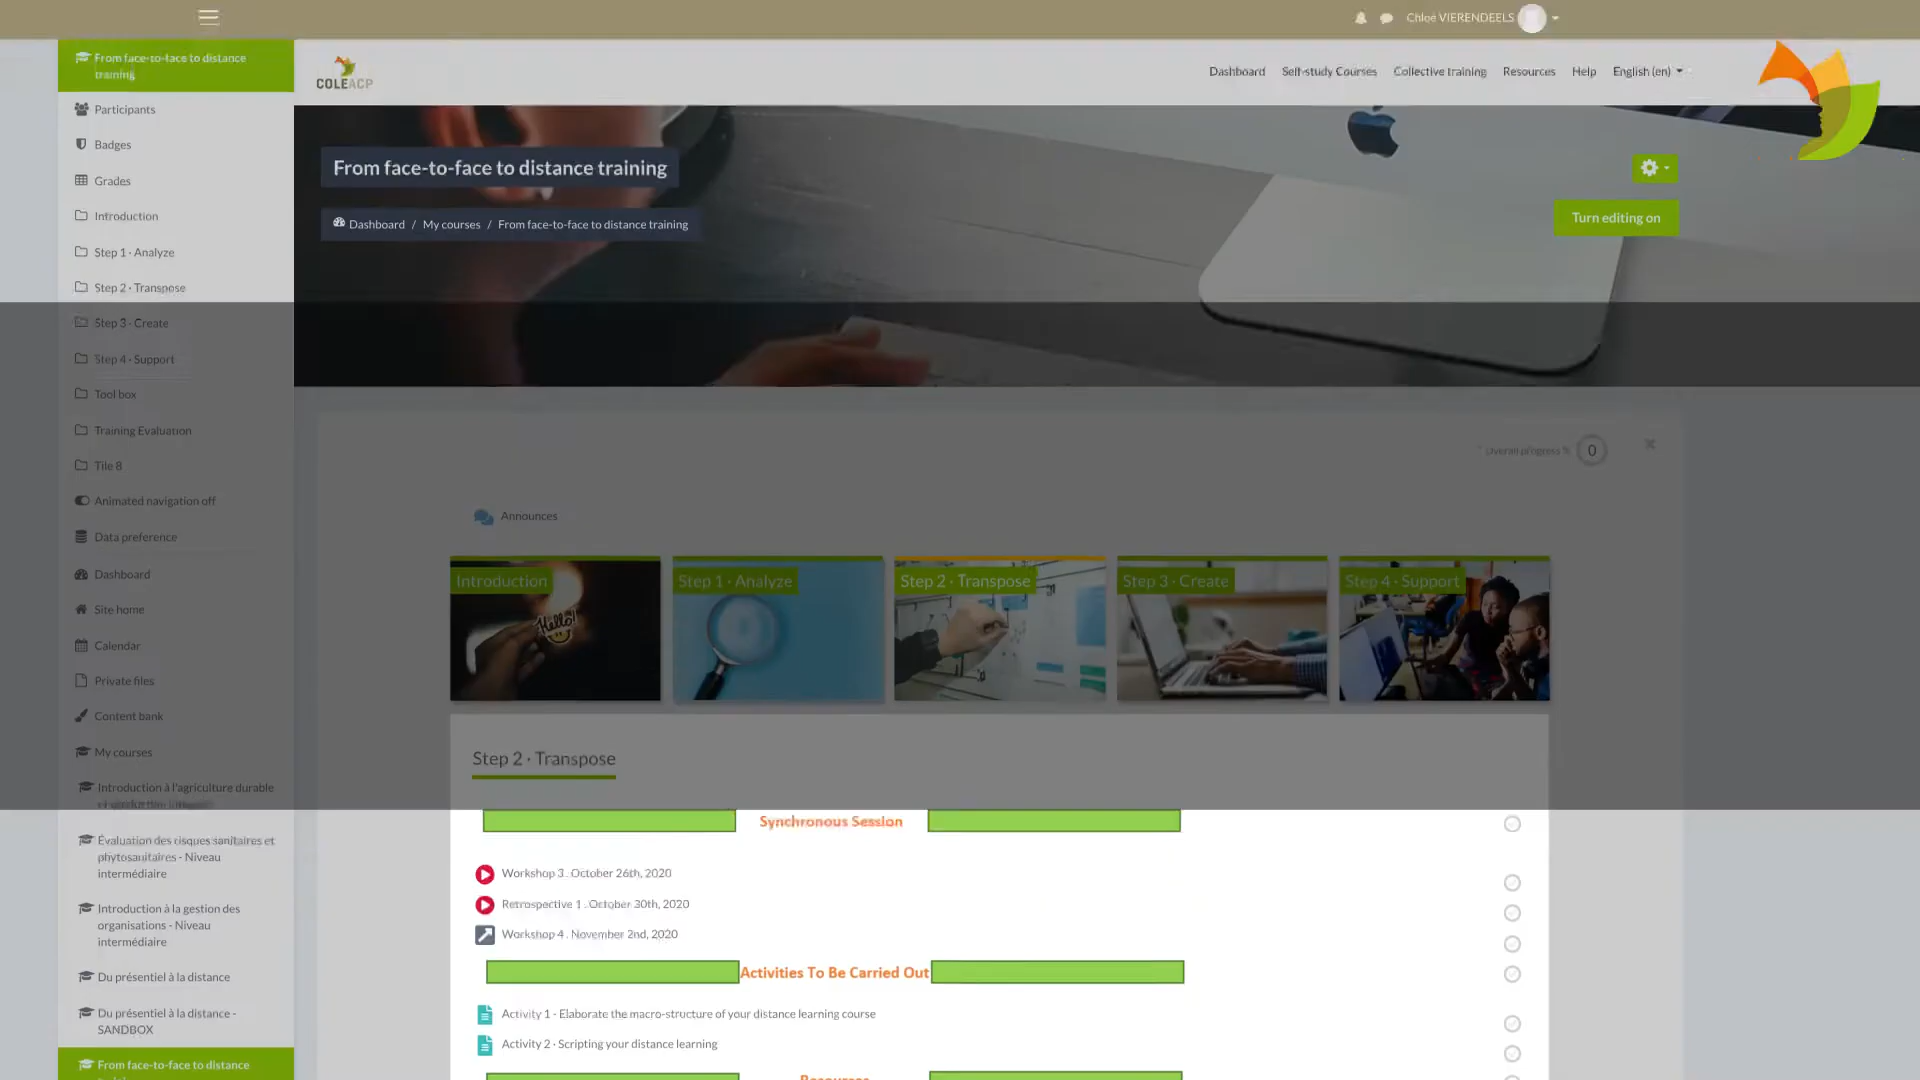 Chloé VIERENDEELS
From face-to-face to distance
training
Participants
Badges
Grades
Introduction
Step 1 · Analyze
Step 2 · Transpose
Step 3 · Create
Step 4 · Support
Tool box
Training Evaluation
Tile 8
Animated navigation off
Data preference
Dashboard
Site home
Calendar
Private files
Content bank
My courses
Introduction à l'agriculture durable
Évaluation des risques sanitaires et
phytosanitaires - Niveau
intermédiaire
Introduction à la gestion des
organisations - Niveau
intermédiaire
Du présentiel à la distance
Du présentiel à la distance -
SANDBOX
From face-to-face to distance
COLEACP
Dashboard Self-study Courses Collective training Resources Help English (en)
From face-to-face to distance training
Dashboard / My courses / From face-to-face to distance training
Turn editing on
Overall progress % 0
Announces
Introduction
Hello!
Step 1 · Analyze
Step 2 · Transpose
Step 3 · Create
Step 4 · Support
Step 2 · Transpose
Synchronous Session
Workshop 3 . October 26th, 2020
Retrospective 1 . October 30th, 2020
Workshop 4 . November 2nd, 2020
Activities To Be Carried Out
Activity 1 - Elaborate the macro-structure of your distance learning course
Activity 2 · Scripting your distance learning
Resources